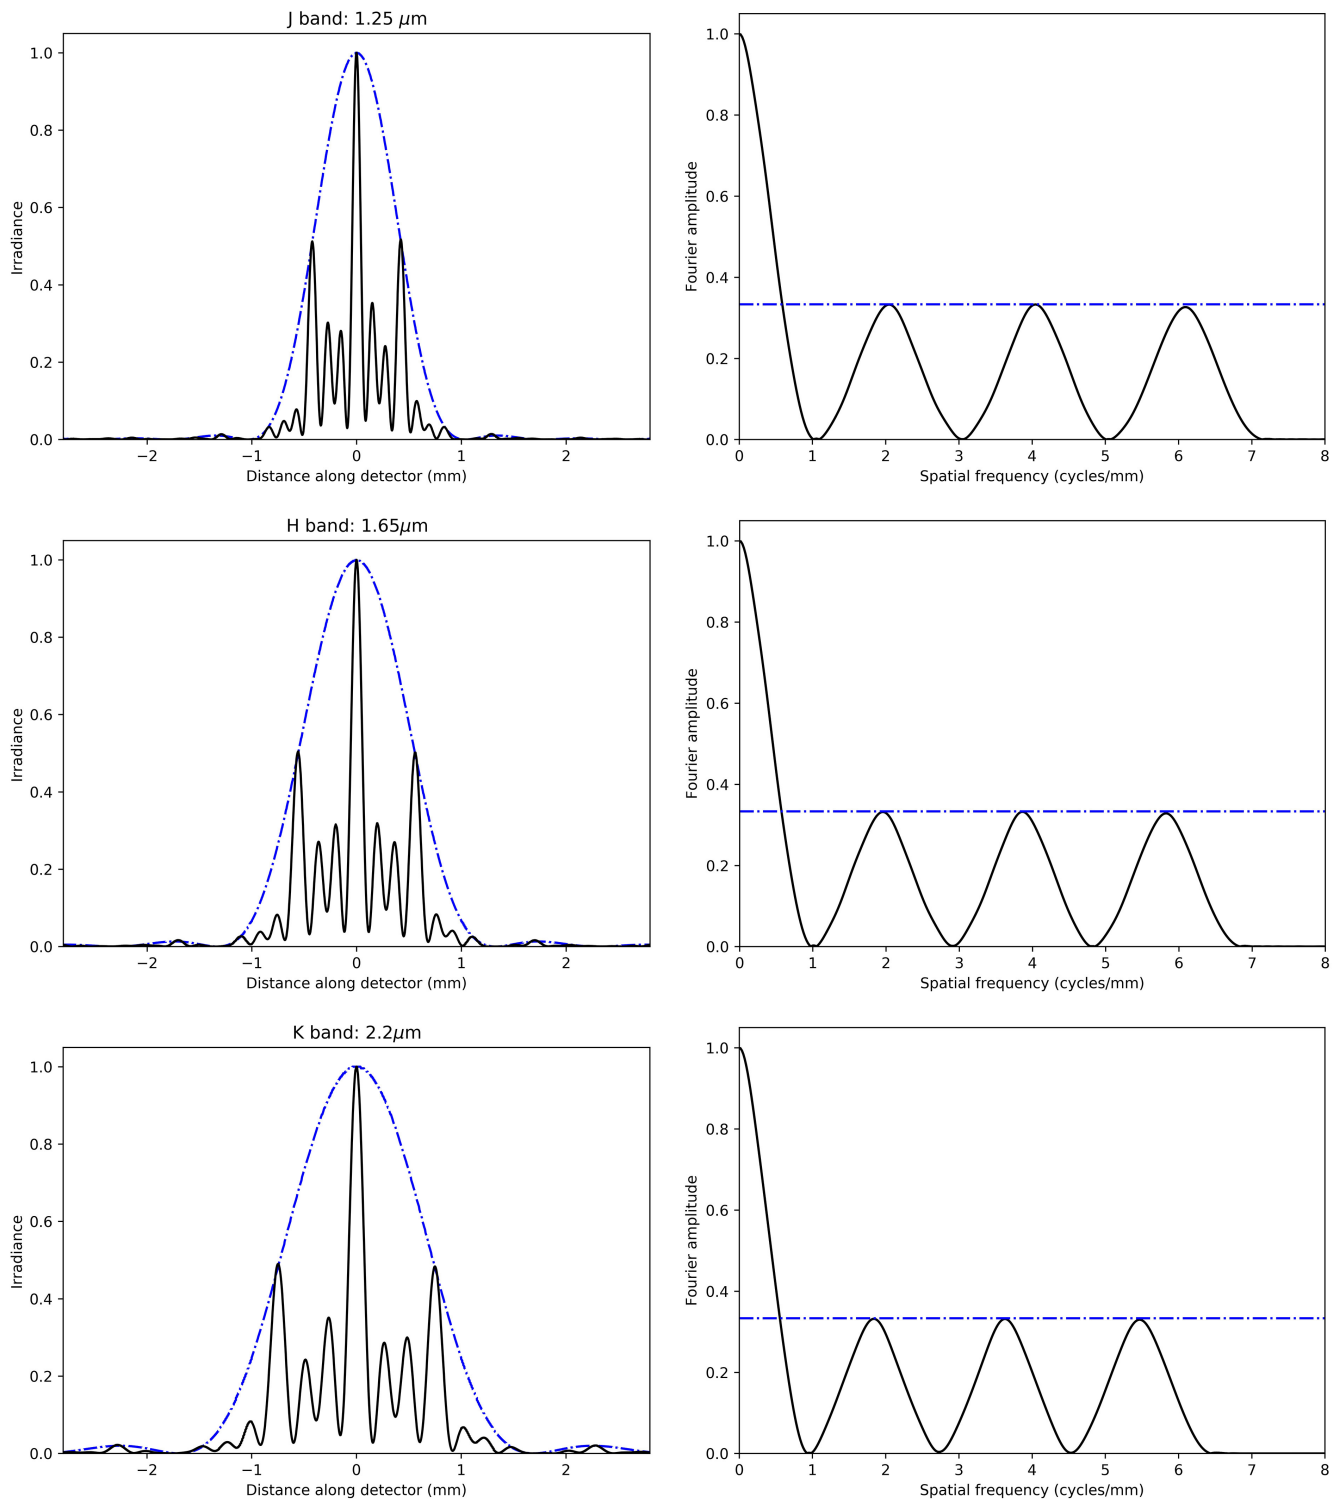 J band: 1.25 μm
Irradiance
1.0
0.8
0.6
0.4
0.2
0.0
−2 −1 0 1 2
Distance along detector (mm)
Fourier amplitude
1.0
0.8
0.6
0.4
0.2
0.0
0 1 2 3 4 5 6 7 8
Spatial frequency (cycles/mm)
H band: 1.65μm
Irradiance
1.0
0.8
0.6
0.4
0.2
0.0
−2 −1 0 1 2
Distance along detector (mm)
Fourier amplitude
1.0
0.8
0.6
0.4
0.2
0.0
0 1 2 3 4 5 6 7 8
Spatial frequency (cycles/mm)
K band: 2.2μm
Irradiance
1.0
0.8
0.6
0.4
0.2
0.0
−2 −1 0 1 2
Distance along detector (mm)
Fourier amplitude
1.0
0.8
0.6
0.4
0.2
0.0
0 1 2 3 4 5 6 7 8
Spatial frequency (cycles/mm)